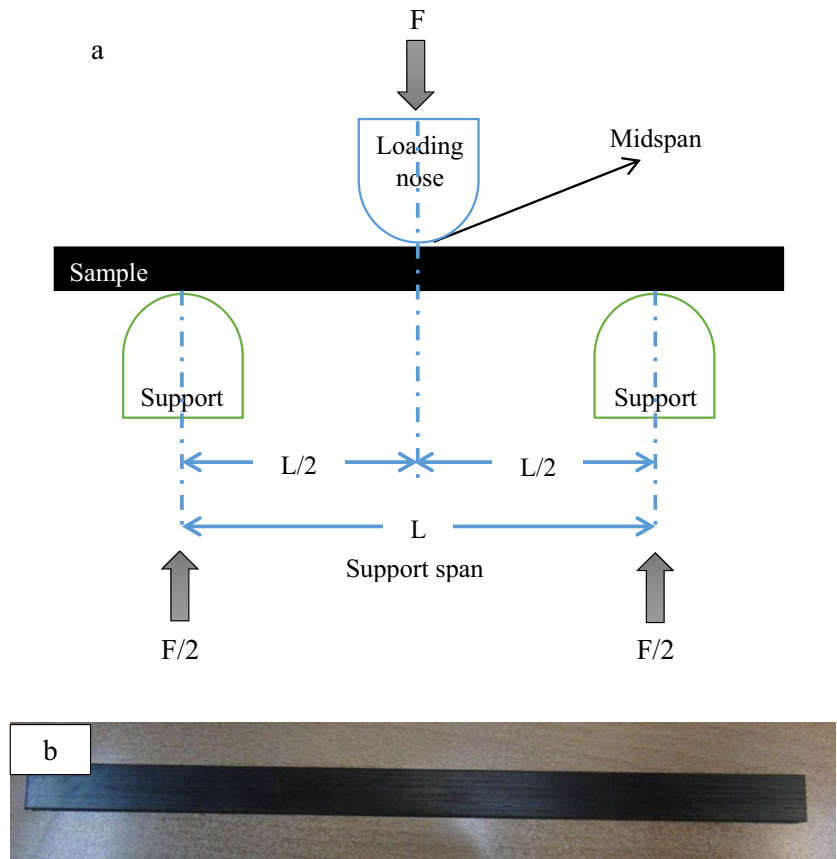 a
F
Loading
nose
Midspan
Sample
Support
Support
L/2
L/2
L
Support span
F/2
F/2
b